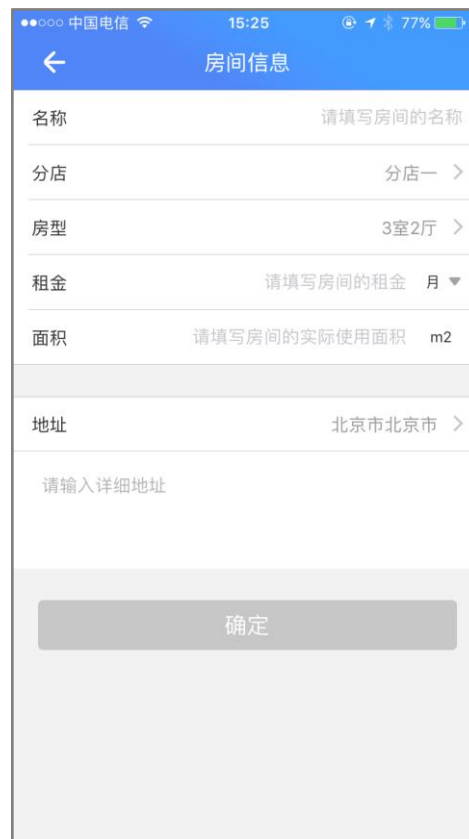 中国电信 15:25 77%
房间信息
名称 请填写房间的名称
分店 分店一
房型 3室2厅
租金 请填写房间的租金 月
面积 请填写房间的实际使用面积 m2
地址 北京市北京市
请输入详细地址
确定